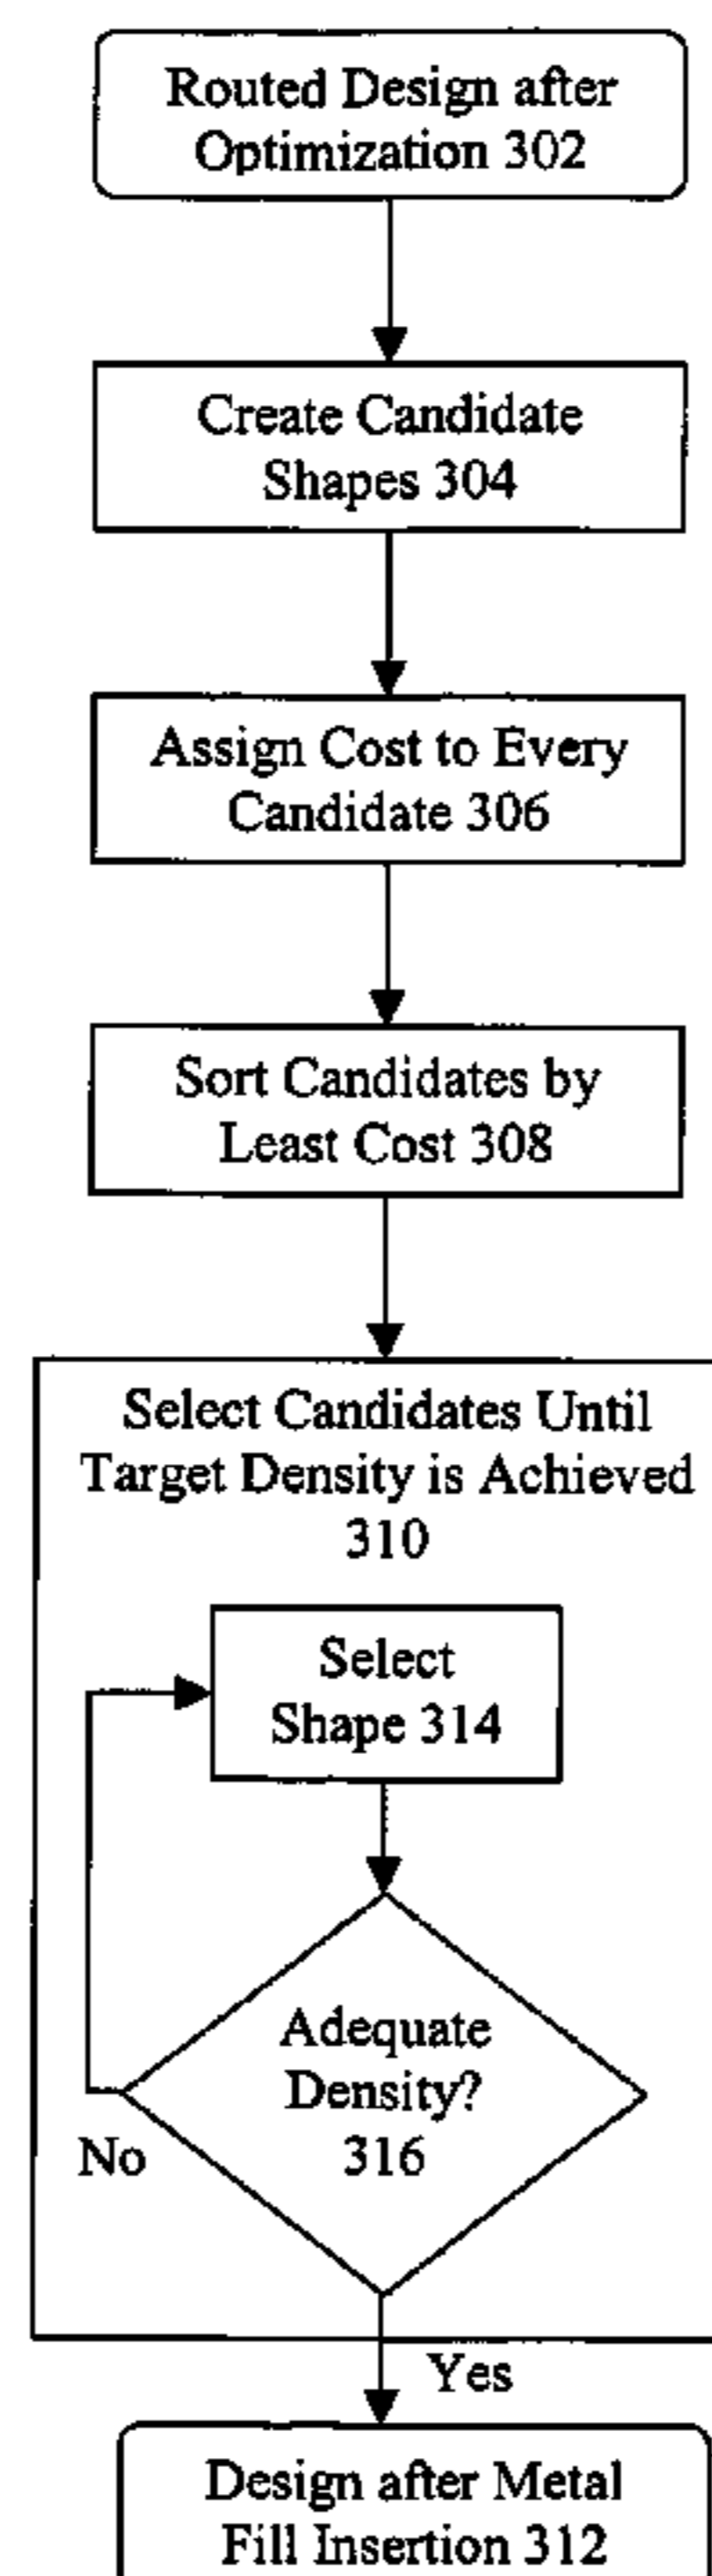 Routed Design after
Optimization 302
Create Candidate
Shapes 304
Assign Cost to Every
Candidate 306
Sort Candidates by
Least Cost 308
Select Candidates Until
Target Density is Achieved
310
Select
Shape 314
Adequate
Density?
316
No
Yes
Design after Metal
Fill Insertion 312